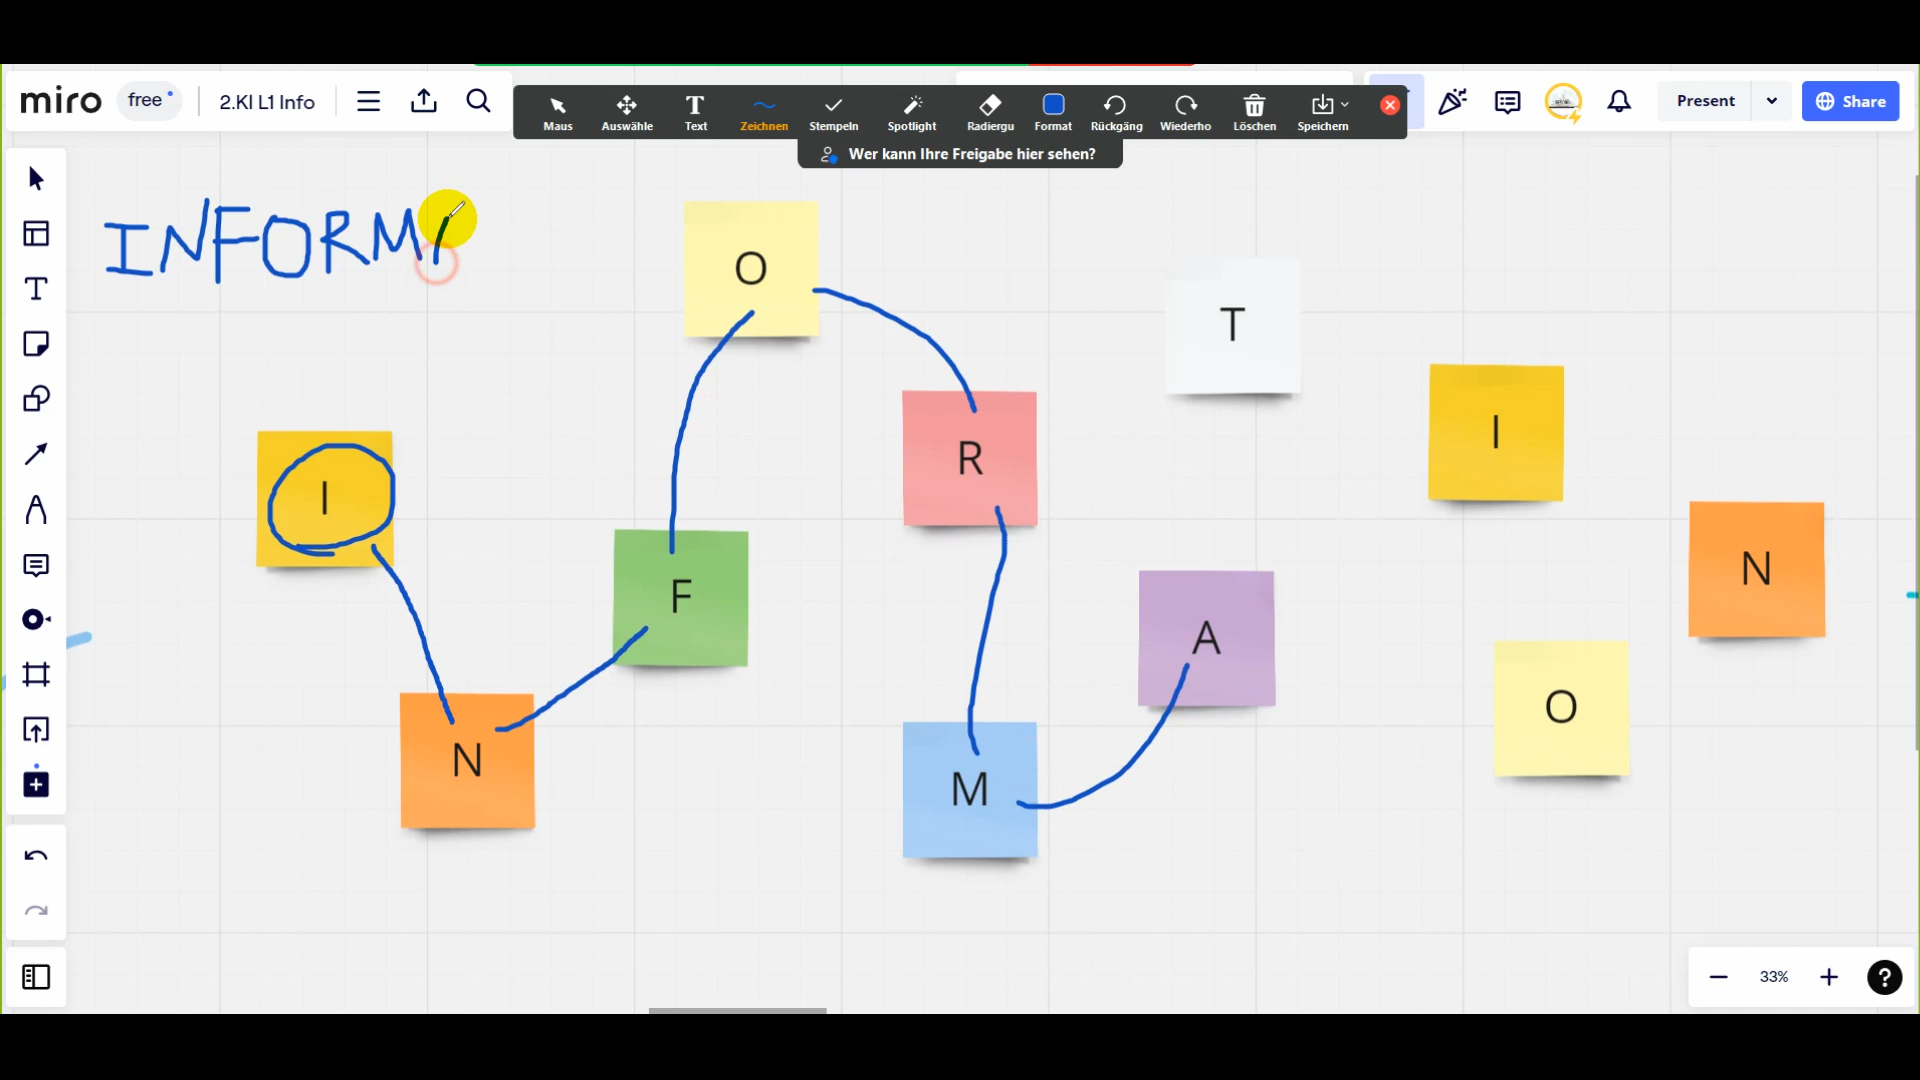 miro free 2.KI L1 Info
Maus Auswähle Text Zeichnen Stempeln Spotlight Radiergu Format Rückgäng Wiederho Löschen Speichern
Present Share
Wer kann Ihre Freigabe hier sehen?
INFORM
O
T
I
R
I
N
F
A
O
N
M
33%